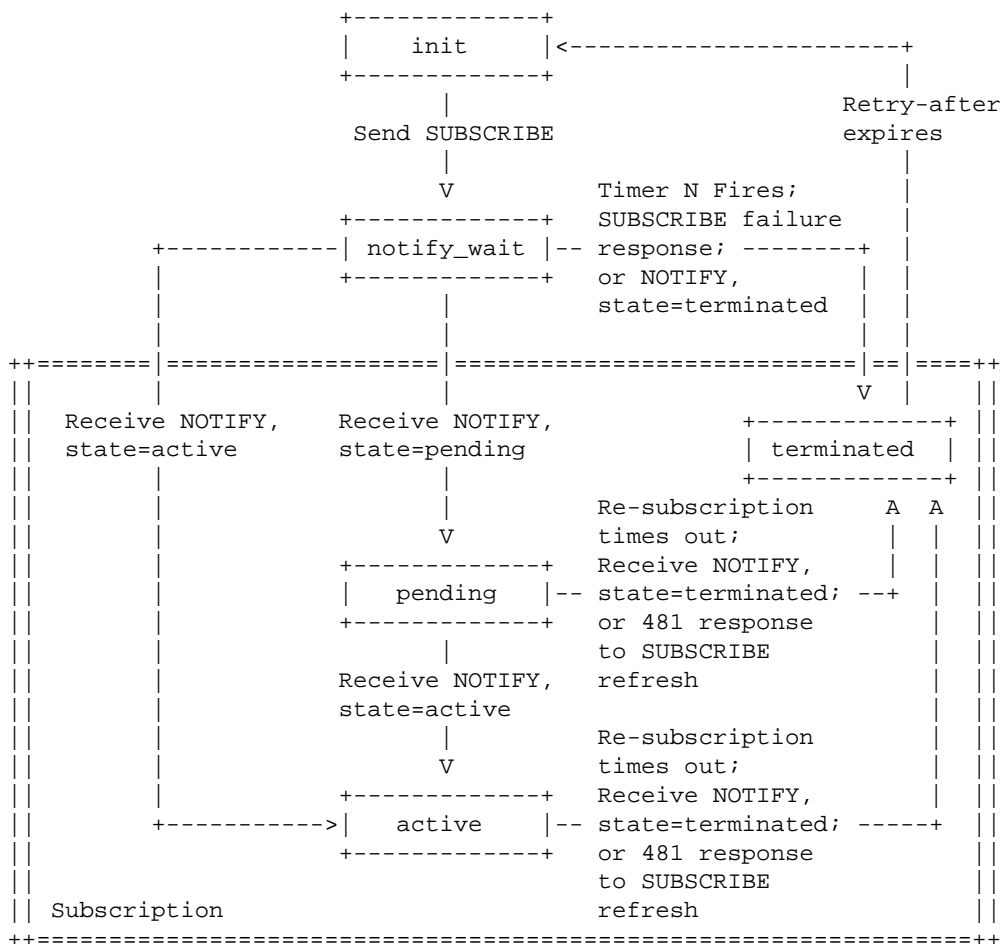 init
Retry-after
Send SUBSCRIBE expires
Timer N Fires;
SUBSCRIBE failure
notify_wait response;
or NOTIFY,
state=terminated
Receive NOTIFY, Receive NOTIFY,
state=active state=pending terminated
Re-subscription
times out;
Receive NOTIFY,
pending state=terminated;
or 481 response
to SUBSCRIBE
Receive NOTIFY, refresh
state=active
Re-subscription
times out;
Receive NOTIFY,
active state=terminated;
or 481 response
to SUBSCRIBE
Subscription refresh